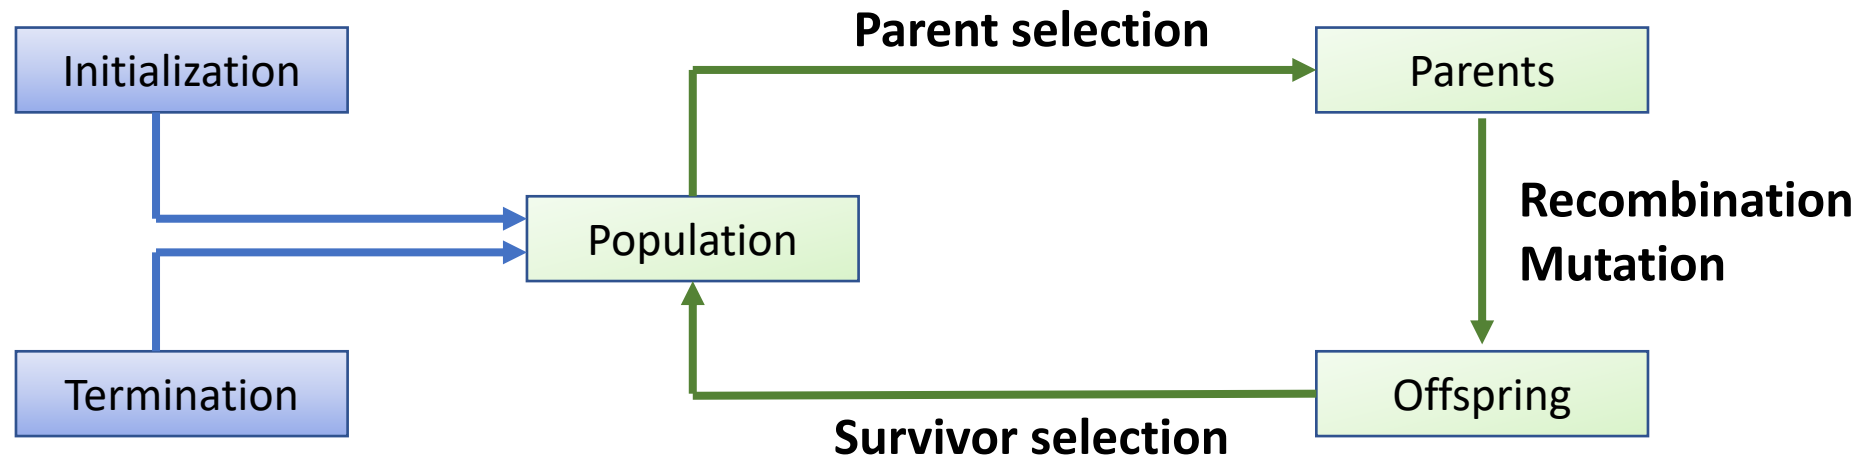 Parent selection
Initialization
Parents
Recombination
Mutation
Population
Termination
Offspring
Survivor selection